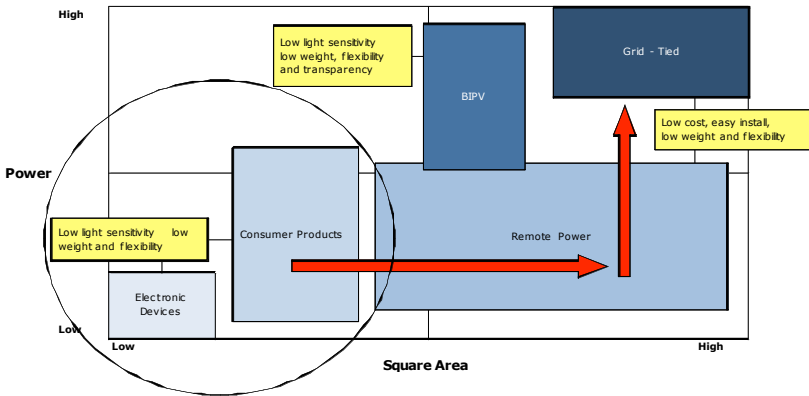 High
Low light sensitivity
low weight, flexibility
and transparency
BIPV
Grid - Tied
Low cost, easy install,
low weight and flexibility
Power
Low light sensitivity low
weight and flexibility
Consumer Products
Remote Power
Electronic
Devices
Low
Low
High
Square Area